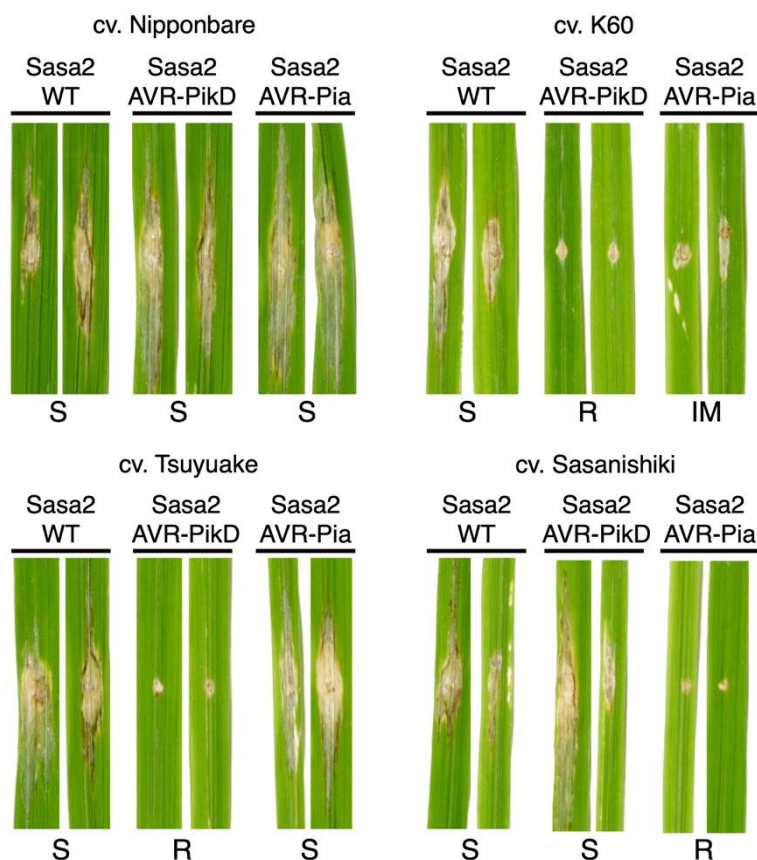 cv. Nipponbare
Sasa2
WT
Sasa2
AVR-PikD
Sasa2
AVR-Pia
S
S
S
cv. K60
Sasa2
WT
Sasa2
AVR-PikD
Sasa2
AVR-Pia
S
R
IM
cv. Tsuyuake
Sasa2
WT
Sasa2
AVR-PikD
Sasa2
AVR-Pia
S
R
S
cv. Sasanishiki
Sasa2
WT
Sasa2
AVR-PikD
Sasa2
AVR-Pia
S
S
R